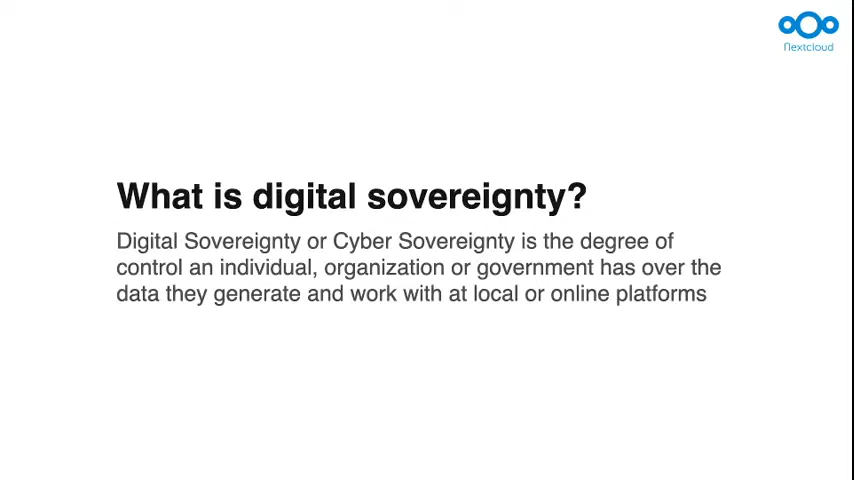 nextcloud
What is digital sovereignty?
Digital Sovereignty or Cyber Sovereignty is the degree of
control an individual, organization or government has over the
data they generate and work with at local or online platforms